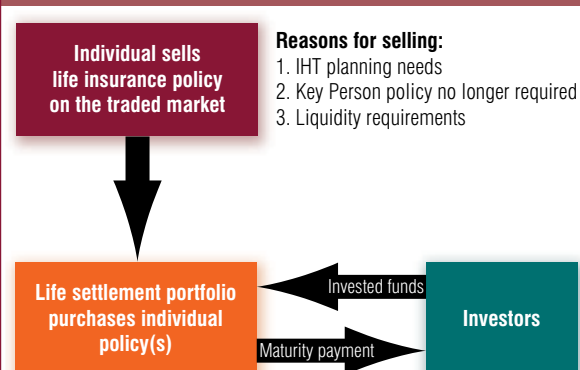 Individual sells
life insurance policy
on the traded market
Reasons for selling:
1. IHT planning needs
2. Key Person policy no longer required
3. Liquidity requirements
Life settlement portfolio
purchases individual
policy(s)
Invested funds
Maturity payment
Investors